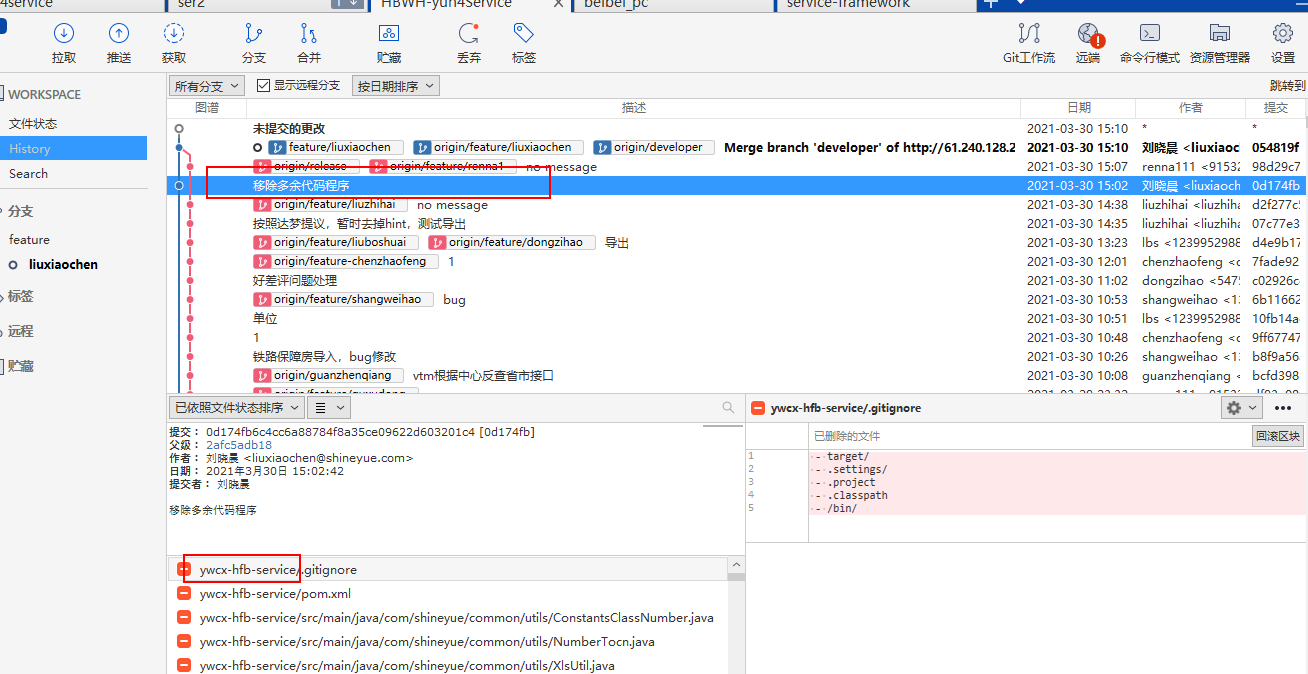 4service
ser2
HBWH-yun4Service
beibei_pc
service-framework
拉取
推送
获取
分支
合并
贮藏
丢弃
标签
Git工作流
远端
命令行模式
资源管理器
设置
WORKSPACE
文件状态
History
Search
分支
feature
liuxiaochen
标签
远程
贮藏
所有分支
显示远程分支
按日期排序
跳转到
图谱 描述 日期 作者 提交
未提交的更改 2021-03-30 15:10 * *
feature/liuxiaochen origin/feature/liuxiaochen origin/developer Merge branch 'developer' of http://61.240.128.2 2021-03-30 15:10 刘晓晨 <liuxiaoch 054819f
origin/release origin/feature/renna1 no message 2021-03-30 15:07 renna111 <91532 98d29c7
移除多余代码程序 2021-03-30 15:02 刘晓晨 <liuxiaoch 0d174fb
origin/feature/liuzhihai no message 2021-03-30 14:38 liuzhihai <liuzhiha d2f277c
按照达梦提议，暂时去掉hint，测试导出 2021-03-30 14:35 liuzhihai <liuzhiha 07c77e3
origin/feature/liuboshuai origin/feature/dongzihao 导出 2021-03-30 13:23 lbs <1239952988 d4e9b17
origin/feature-chenzhaofeng 1 2021-03-30 12:01 chenzhaofeng <c 7fade92
好差评问题处理 2021-03-30 11:02 dongzihao <5475 c02926c
origin/feature/shangweihao bug 2021-03-30 10:53 shangweihao <1 6b11662
单位 2021-03-30 10:51 lbs <1239952988 10fb14a
1 2021-03-30 10:48 chenzhaofeng <c 9ff67747
铁路保障房导入，bug修改 2021-03-30 10:26 shangweihao <1 b8f9a56
origin/guanzhenqiang vtm根据中心反查省市接口 2021-03-30 10:08 guanzhenqiang < bcfd398
已依照文件状态排序
提交： 0d174fb6c4cc6a88784f8a35ce09622d603201c4 [0d174fb]
父级： 2afc5adb18
作者： 刘晓晨 <liuxiaochen@shineyue.com>
日期： 2021年3月30日 15:02:42
提交者： 刘晓晨
移除多余代码程序
ywcx-hfb-service/.gitignore
ywcx-hfb-service/pom.xml
ywcx-hfb-service/src/main/java/com/shineyue/common/utils/ConstantsClassNumber.java
ywcx-hfb-service/src/main/java/com/shineyue/common/utils/NumberTocn.java
ywcx-hfb-service/src/main/java/com/shineyue/common/utils/XlsUtil.java
ywcx-hfb-service/.gitignore
已删除的文件
回滚区块
1 - target/
2 - .settings/
3 - .project
4 - .classpath
5 - /bin/